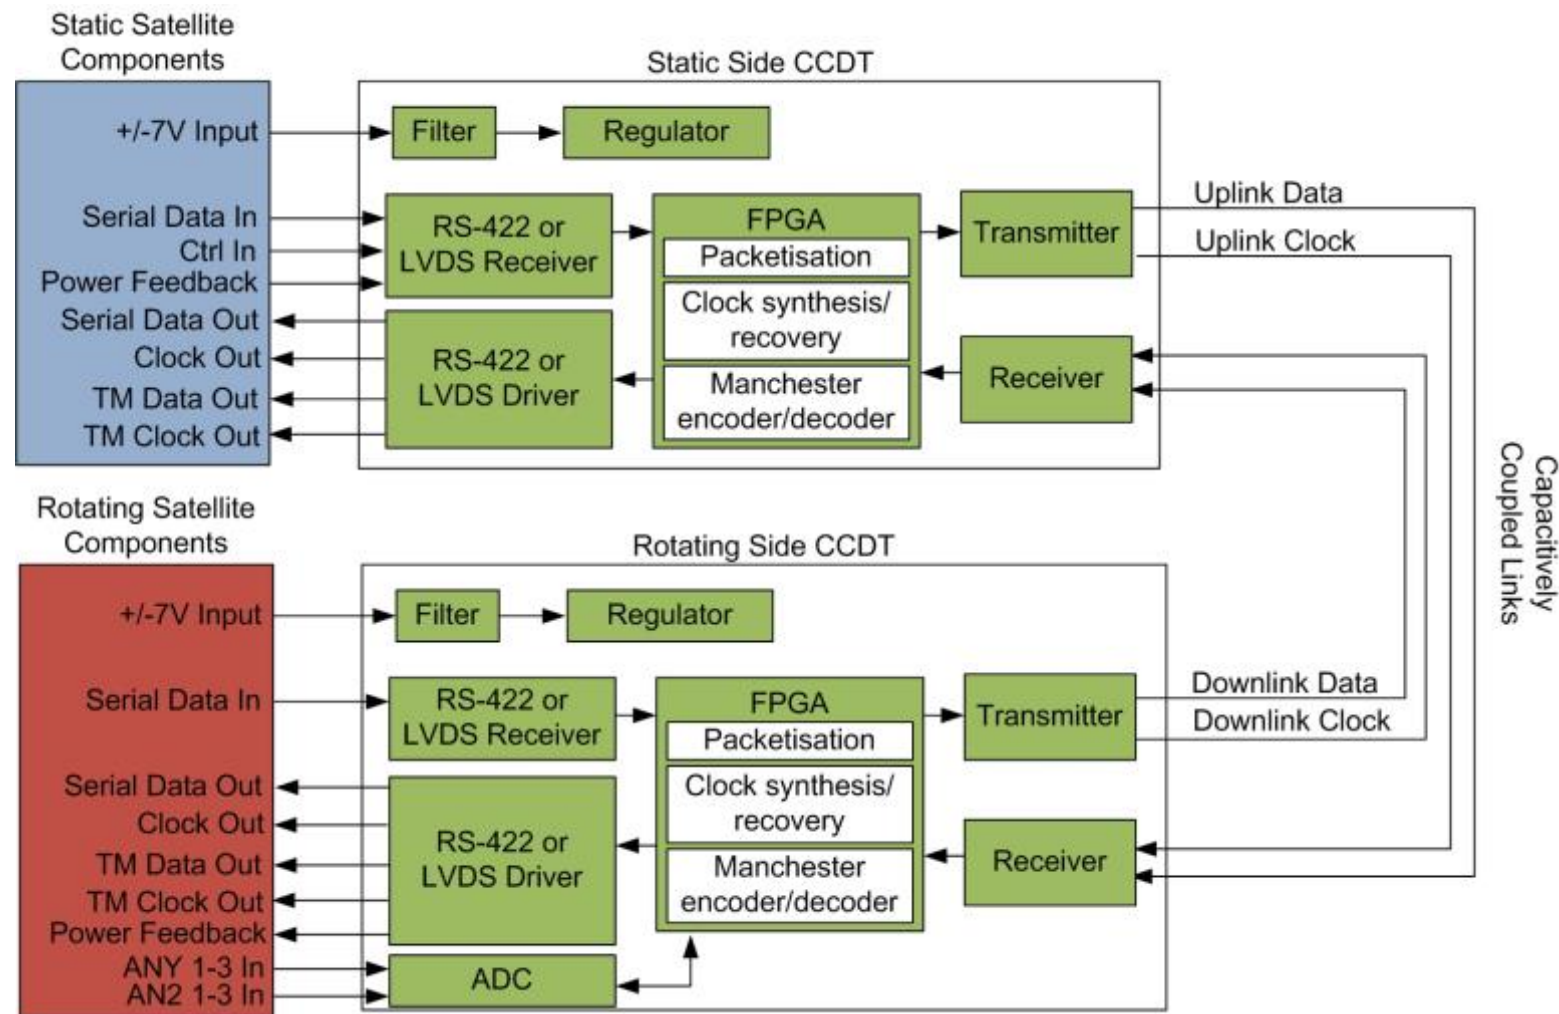 Static Satellite
Components
Static Side CCDT
+/-7V Input
Filter
Regulator
Serial Data In
Ctrl In
Power Feedback
Serial Data Out
Clock Out
TM Data Out
TM Clock Out
RS-422 or
LVDS Receiver
RS-422 or
LVDS Driver
FPGA
Packetisation
Clock synthesis/
recovery
Manchester
encoder/decoder
Transmitter
Receiver
Uplink Data
Uplink Clock
Capacitively
Coupled Links
Rotating Satellite
Components
Rotating Side CCDT
+/-7V Input
Filter
Regulator
Serial Data In
Serial Data Out
Clock Out
TM Data Out
TM Clock Out
Power Feedback
ANY 1-3 In
AN2 1-3 In
RS-422 or
LVDS Receiver
RS-422 or
LVDS Driver
ADC
FPGA
Packetisation
Clock synthesis/
recovery
Manchester
encoder/decoder
Transmitter
Receiver
Downlink Data
Downlink Clock